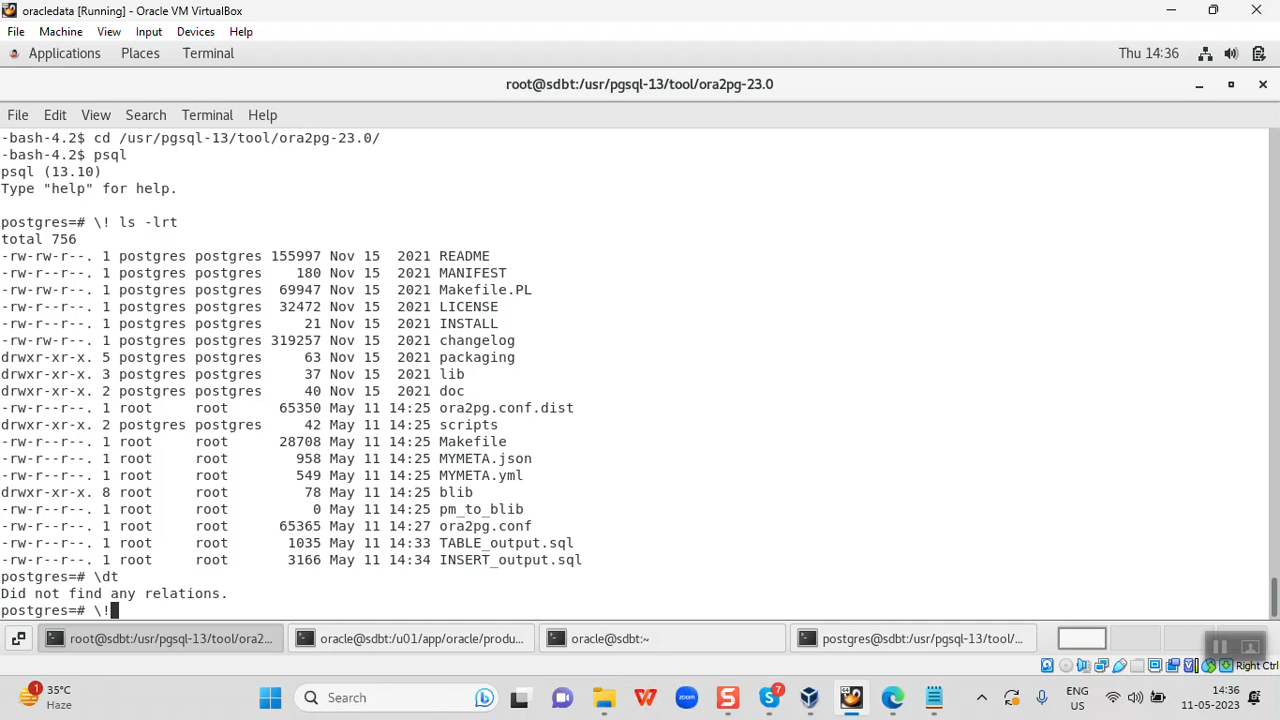 oracledata [Running] - Oracle VM VirtualBox
File Machine View Input Devices Help
Applications Places Terminal Thu 14:36
root@sdbt:/usr/pgsql-13/tool/ora2pg-23.0
File Edit View Search Terminal Help
-bash-4.2$ cd /usr/pgsql-13/tool/ora2pg-23.0/
-bash-4.2$ psql
psql (13.10)
Type "help" for help.
postgres=# \! ls -lrt
total 756
-rw-rw-r--. 1 postgres postgres 155997 Nov 15  2021 README
-rw-r--r--. 1 postgres postgres    180 Nov 15  2021 MANIFEST
-rw-rw-r--. 1 postgres postgres  69947 Nov 15  2021 Makefile.PL
-rw-r--r--. 1 postgres postgres  32472 Nov 15  2021 LICENSE
-rw-r--r--. 1 postgres postgres     21 Nov 15  2021 INSTALL
-rw-rw-r--. 1 postgres postgres 319257 Nov 15  2021 changelog
drwxr-xr-x. 5 postgres postgres     63 Nov 15  2021 packaging
drwxr-xr-x. 3 postgres postgres     37 Nov 15  2021 lib
drwxr-xr-x. 2 postgres postgres     40 Nov 15  2021 doc
-rw-r--r--. 1 root     root      65350 May 11 14:25 ora2pg.conf.dist
drwxr-xr-x. 2 postgres postgres     42 May 11 14:25 scripts
-rw-r--r--. 1 root     root      28708 May 11 14:25 Makefile
-rw-r--r--. 1 root     root        958 May 11 14:25 MYMETA.json
-rw-r--r--. 1 root     root        549 May 11 14:25 MYMETA.yml
drwxr-xr-x. 8 root     root         78 May 11 14:25 blib
-rw-r--r--. 1 root     root          0 May 11 14:25 pm_to_blib
-rw-r--r--. 1 root     root      65365 May 11 14:27 ora2pg.conf
-rw-r--r--. 1 root     root       1035 May 11 14:33 TABLE_output.sql
-rw-r--r--. 1 root     root       3166 May 11 14:34 INSERT_output.sql
postgres=# \dt
Did not find any relations.
postgres=# \!
root@sdbt:/usr/pgsql-13/tool/ora2... oracle@sdbt:/u01/app/oracle/produ... oracle@sdbt:~ postgres@sdbt:/usr/pgsql-13/tool/...
Right Ctrl
1 35°C Search 7 ENG 14:36
Haze US 11-05-2023